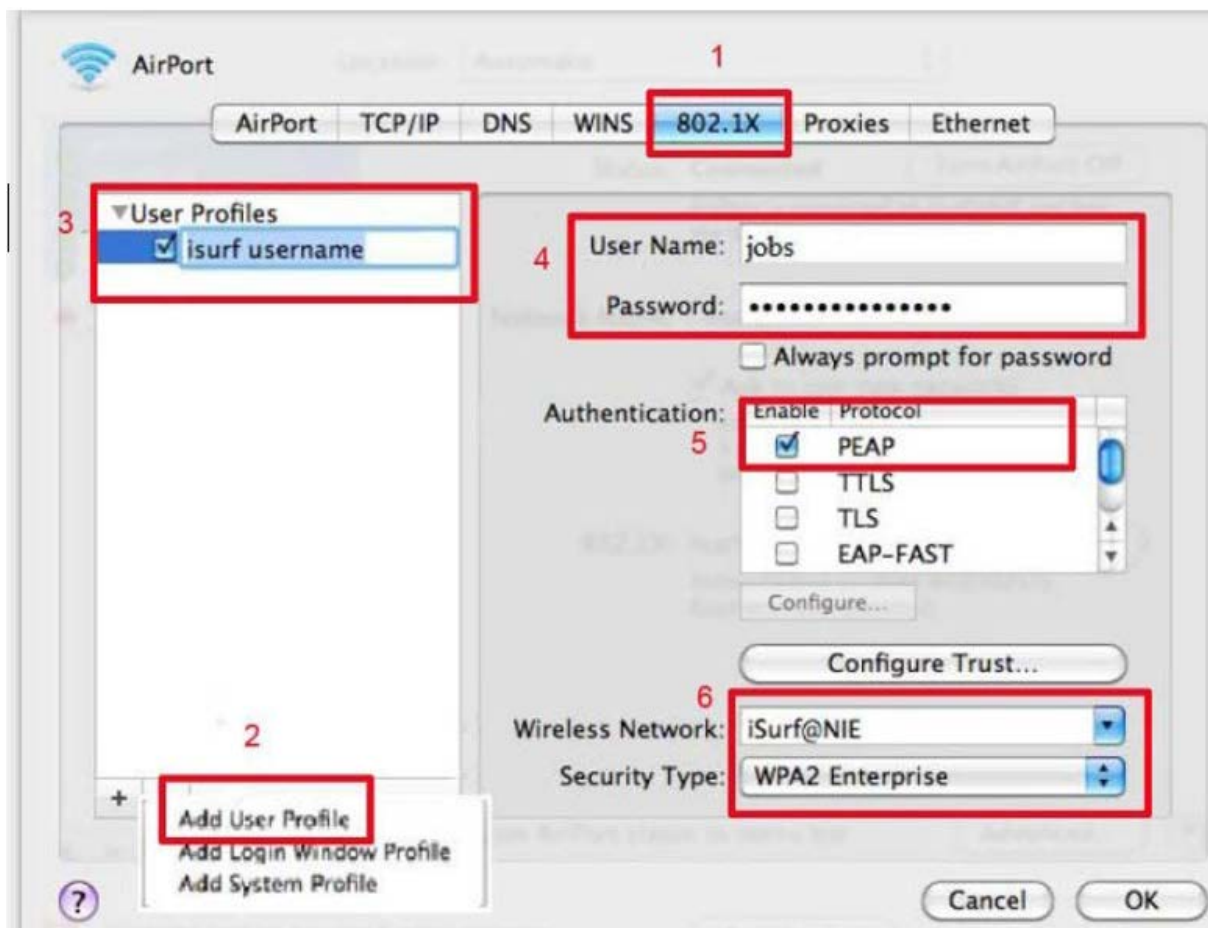 AirPort
1
AirPort TCP/IP DNS WINS 802.1X Proxies Ethernet
3
User Profiles
isurf username
4
User Name: jobs
Password: •••••••••••••••
Always prompt for password
Authentication:
Enable Protocol
5
PEAP
TTLS
TLS
EAP-FAST
Configure...
Configure Trust...
6
Wireless Network: iSurf@NIE
Security Type: WPA2 Enterprise
2
+
Add User Profile
Add Login Window Profile
Add System Profile
?
Cancel OK